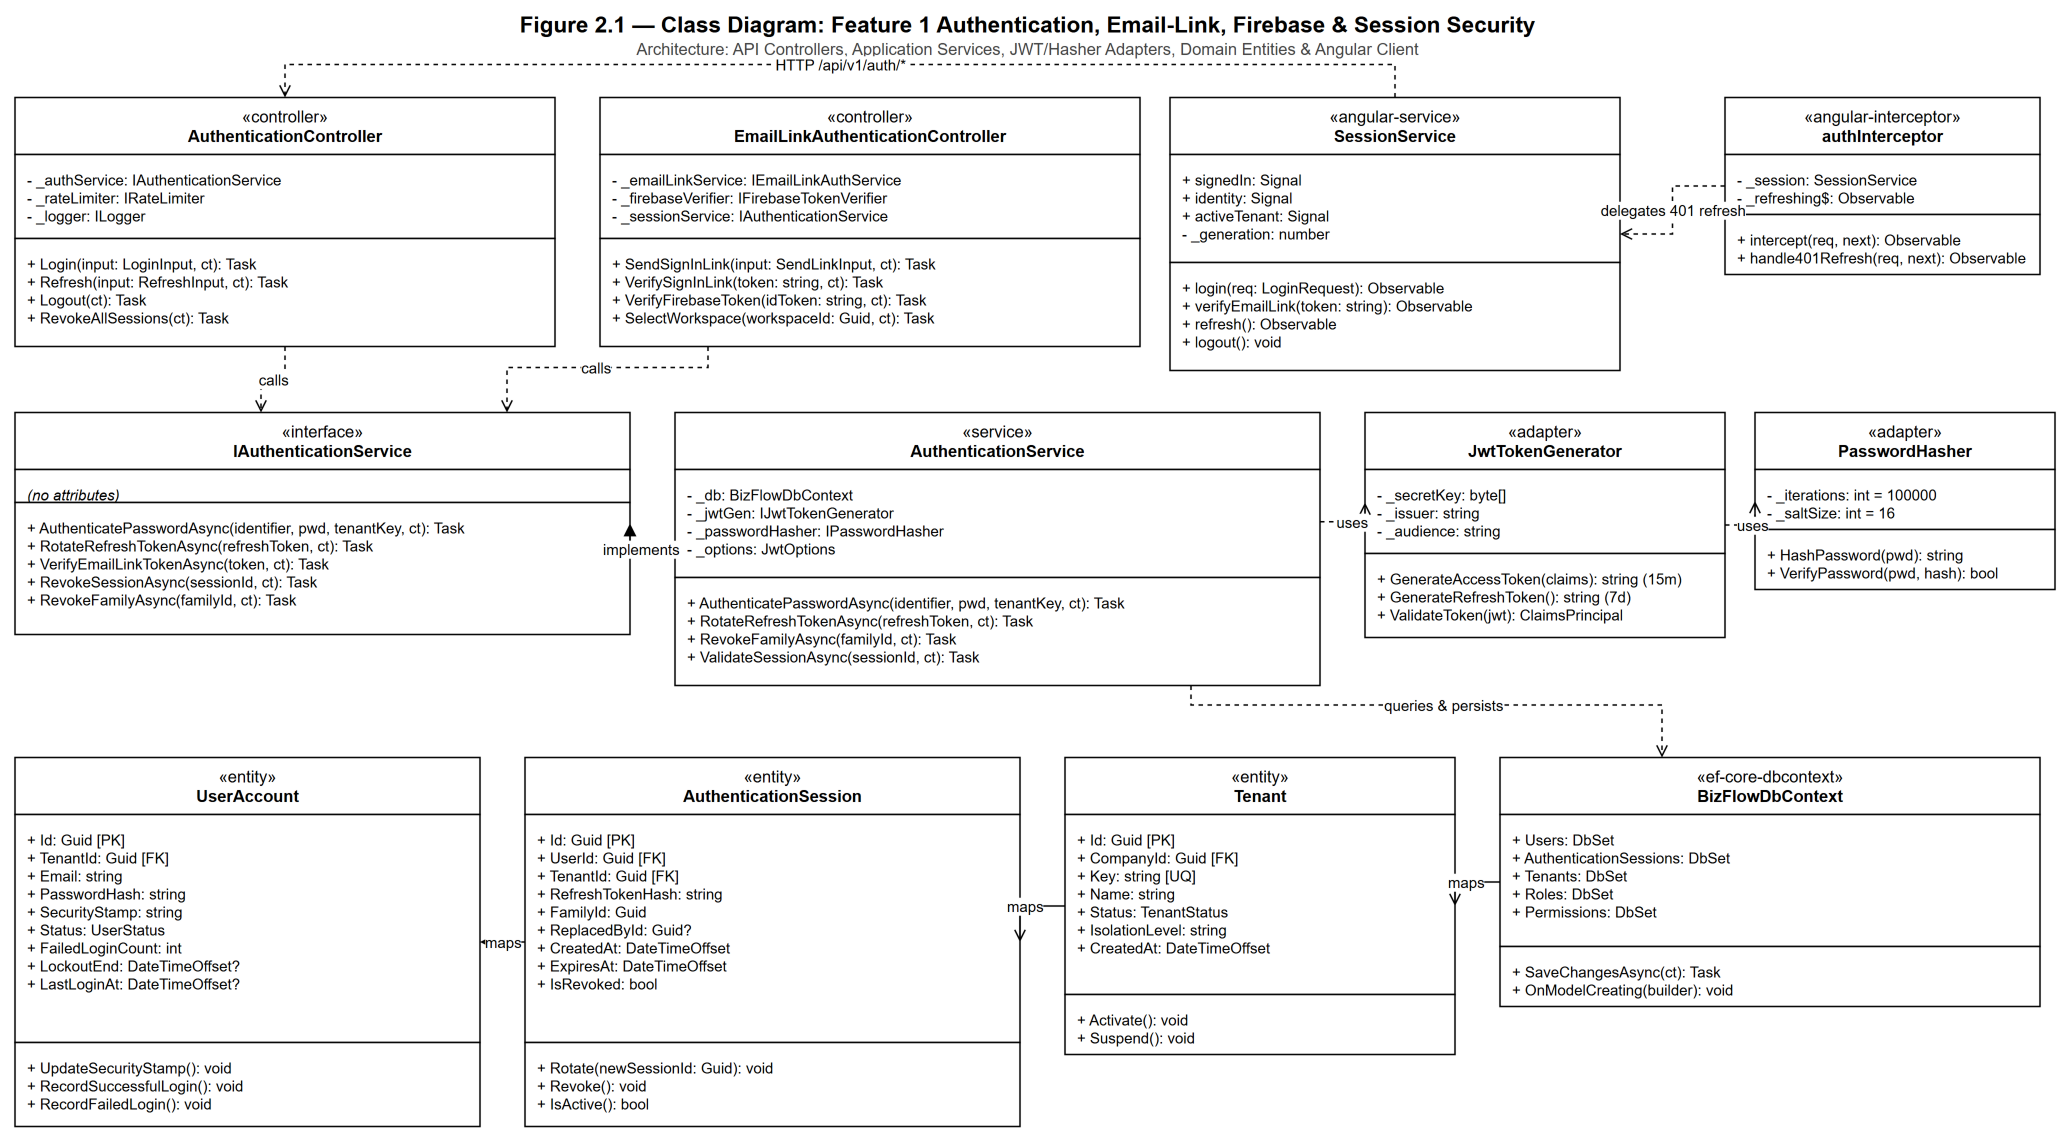 Figure 2.1 — Class Diagram: Feature 1 Authentication, Email-Link, Firebase & Session Security
Architecture: API Controllers, Application Services, JWT/Hasher Adapters, Domain Entities & Angular Client
HTTP /api/v1/auth/*
«controller»
AuthenticationController
- _authService: IAuthenticationService
- _rateLimiter: IRateLimiter
- _logger: ILogger
+ Login(input: LoginInput, ct): Task
+ Refresh(input: RefreshInput, ct): Task
+ Logout(ct): Task
+ RevokeAllSessions(ct): Task
«controller»
EmailLinkAuthenticationController
- _emailLinkService: IEmailLinkAuthService
- _firebaseVerifier: IFirebaseTokenVerifier
- _sessionService: IAuthenticationService
+ SendSignInLink(input: SendLinkInput, ct): Task
+ VerifySignInLink(token: string, ct): Task
+ VerifyFirebaseToken(idToken: string, ct): Task
+ SelectWorkspace(workspaceId: Guid, ct): Task
«angular-service»
SessionService
+ signedIn: Signal
+ identity: Signal
+ activeTenant: Signal
- _generation: number
+ login(req: LoginRequest): Observable
+ verifyEmailLink(token: string): Observable
+ refresh(): Observable
+ logout(): void
delegates 401 refresh
«angular-interceptor»
authInterceptor
- _session: SessionService
- _refreshing$: Observable
+ intercept(req, next): Observable
+ handle401Refresh(req, next): Observable
calls
calls
«interface»
IAuthenticationService
(no attributes)
+ AuthenticatePasswordAsync(identifier, pwd, tenantKey, ct): Task
+ RotateRefreshTokenAsync(refreshToken, ct): Task
+ VerifyEmailLinkTokenAsync(token, ct): Task
+ RevokeSessionAsync(sessionId, ct): Task
+ RevokeFamilyAsync(familyId, ct): Task
implements
«service»
AuthenticationService
- _db: BizFlowDbContext
- _jwtGen: IJwtTokenGenerator
- _passwordHasher: IPasswordHasher
- _options: JwtOptions
+ AuthenticatePasswordAsync(identifier, pwd, tenantKey, ct): Task
+ RotateRefreshTokenAsync(refreshToken, ct): Task
+ RevokeFamilyAsync(familyId, ct): Task
+ ValidateSessionAsync(sessionId, ct): Task
uses
«adapter»
JwtTokenGenerator
- _secretKey: byte[]
- _issuer: string
- _audience: string
+ GenerateAccessToken(claims): string (15m)
+ GenerateRefreshToken(): string (7d)
+ ValidateToken(jwt): ClaimsPrincipal
uses
«adapter»
PasswordHasher
- _iterations: int = 100000
- _saltSize: int = 16
+ HashPassword(pwd): string
+ VerifyPassword(pwd, hash): bool
queries & persists
«entity»
UserAccount
+ Id: Guid [PK]
+ TenantId: Guid [FK]
+ Email: string
+ PasswordHash: string
+ SecurityStamp: string
+ Status: UserStatus
+ FailedLoginCount: int
+ LockoutEnd: DateTimeOffset?
+ LastLoginAt: DateTimeOffset?
+ UpdateSecurityStamp(): void
+ RecordSuccessfulLogin(): void
+ RecordFailedLogin(): void
maps
«entity»
AuthenticationSession
+ Id: Guid [PK]
+ UserId: Guid [FK]
+ TenantId: Guid [FK]
+ RefreshTokenHash: string
+ FamilyId: Guid
+ ReplacedById: Guid?
+ CreatedAt: DateTimeOffset
+ ExpiresAt: DateTimeOffset
+ IsRevoked: bool
+ Rotate(newSessionId: Guid): void
+ Revoke(): void
+ IsActive(): bool
maps
«entity»
Tenant
+ Id: Guid [PK]
+ CompanyId: Guid [FK]
+ Key: string [UQ]
+ Name: string
+ Status: TenantStatus
+ IsolationLevel: string
+ CreatedAt: DateTimeOffset
+ Activate(): void
+ Suspend(): void
maps
«ef-core-dbcontext»
BizFlowDbContext
+ Users: DbSet
+ AuthenticationSessions: DbSet
+ Tenants: DbSet
+ Roles: DbSet
+ Permissions: DbSet
+ SaveChangesAsync(ct): Task
+ OnModelCreating(builder): void